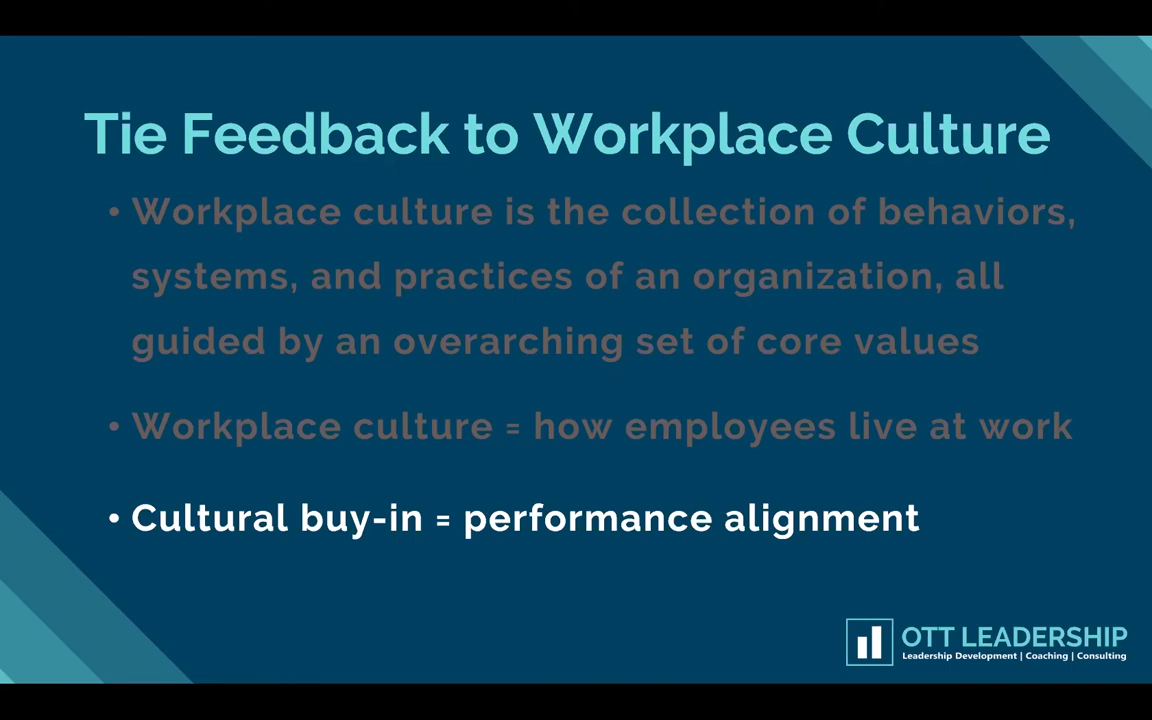 Tie Feedback to Workplace Culture
• Workplace culture is the collection of behaviors,
systems, and practices of an organization, all
guided by an overarching set of core values
• Workplace culture = how employees live at work
• Cultural buy-in = performance alignment
OTT LEADERSHIP
Leadership Development | Coaching | Consulting